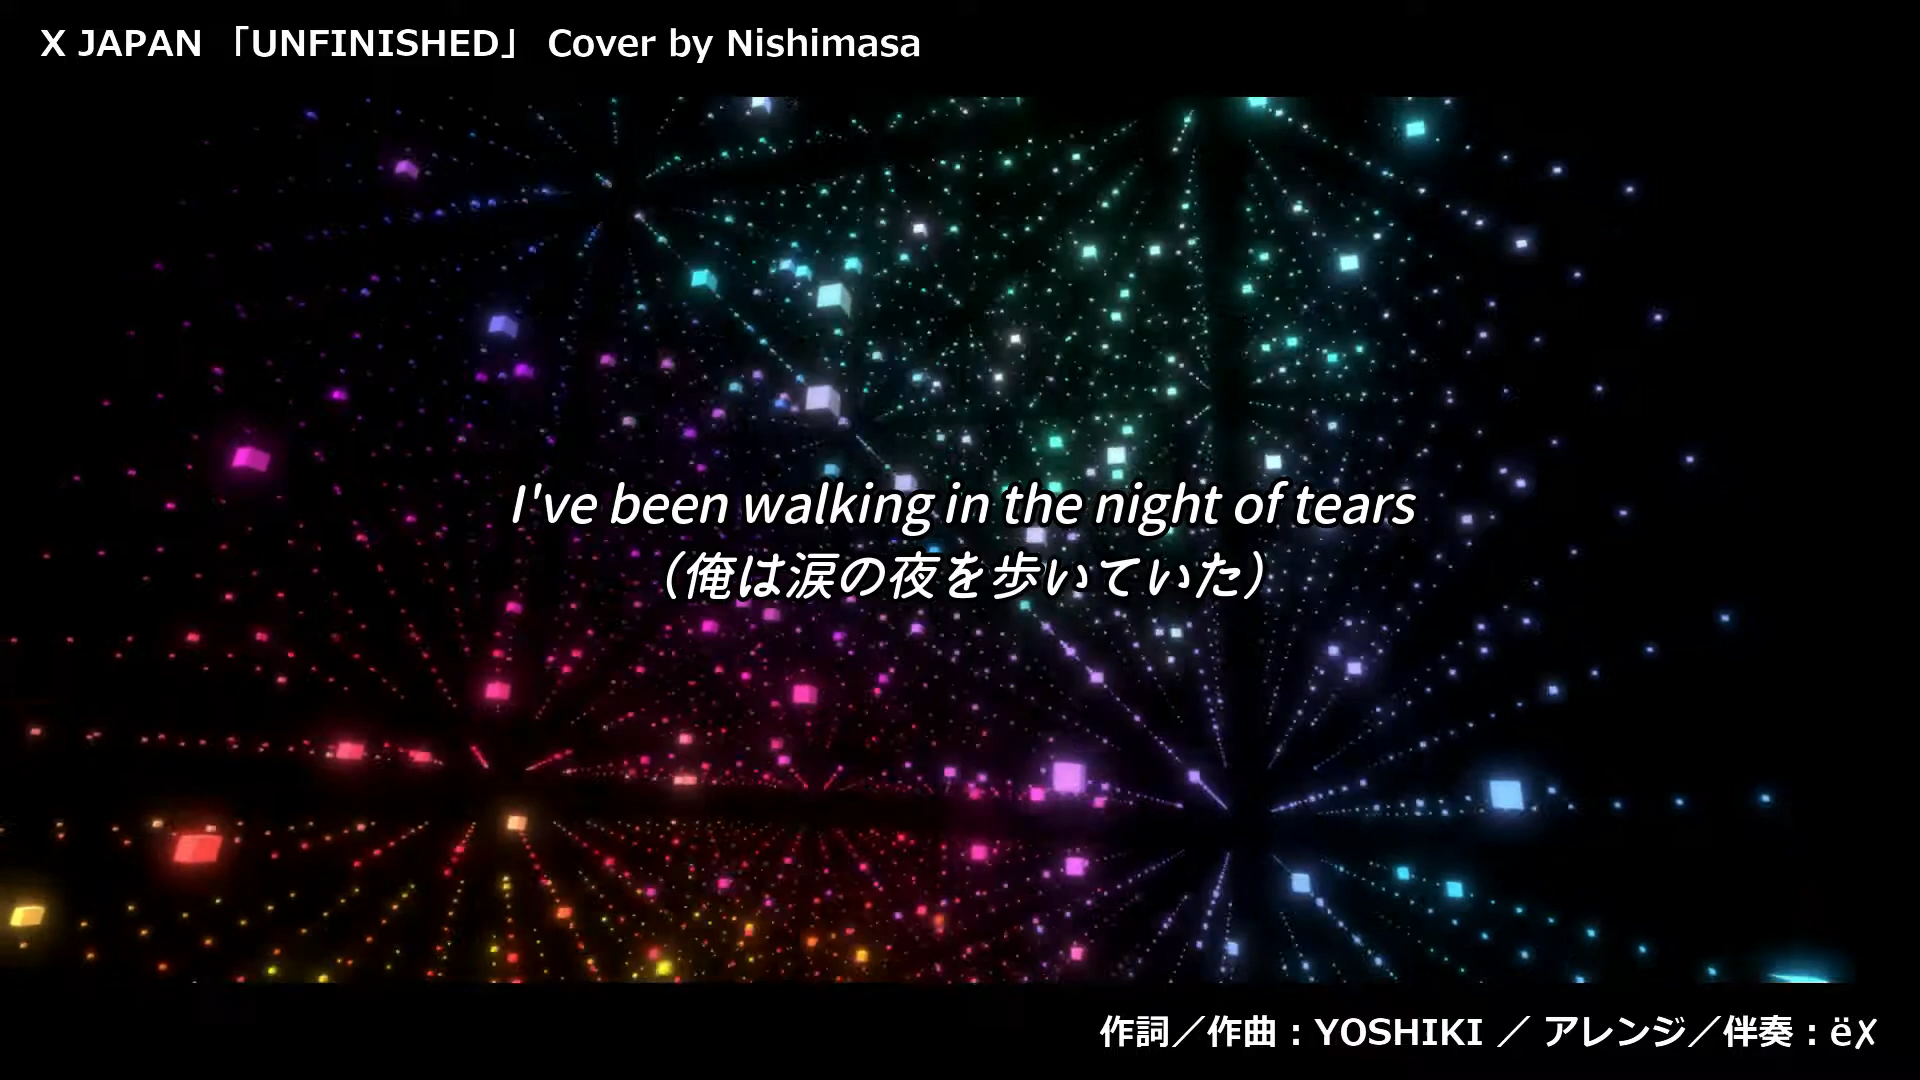 X JAPAN 「UNFINISHED」 Cover by Nishimasa
I've been walking in the night of tears
（俺は涙の夜を歩いていた）
作詞／作曲：YOSHIKI ／ アレンジ／伴奏：ëχ